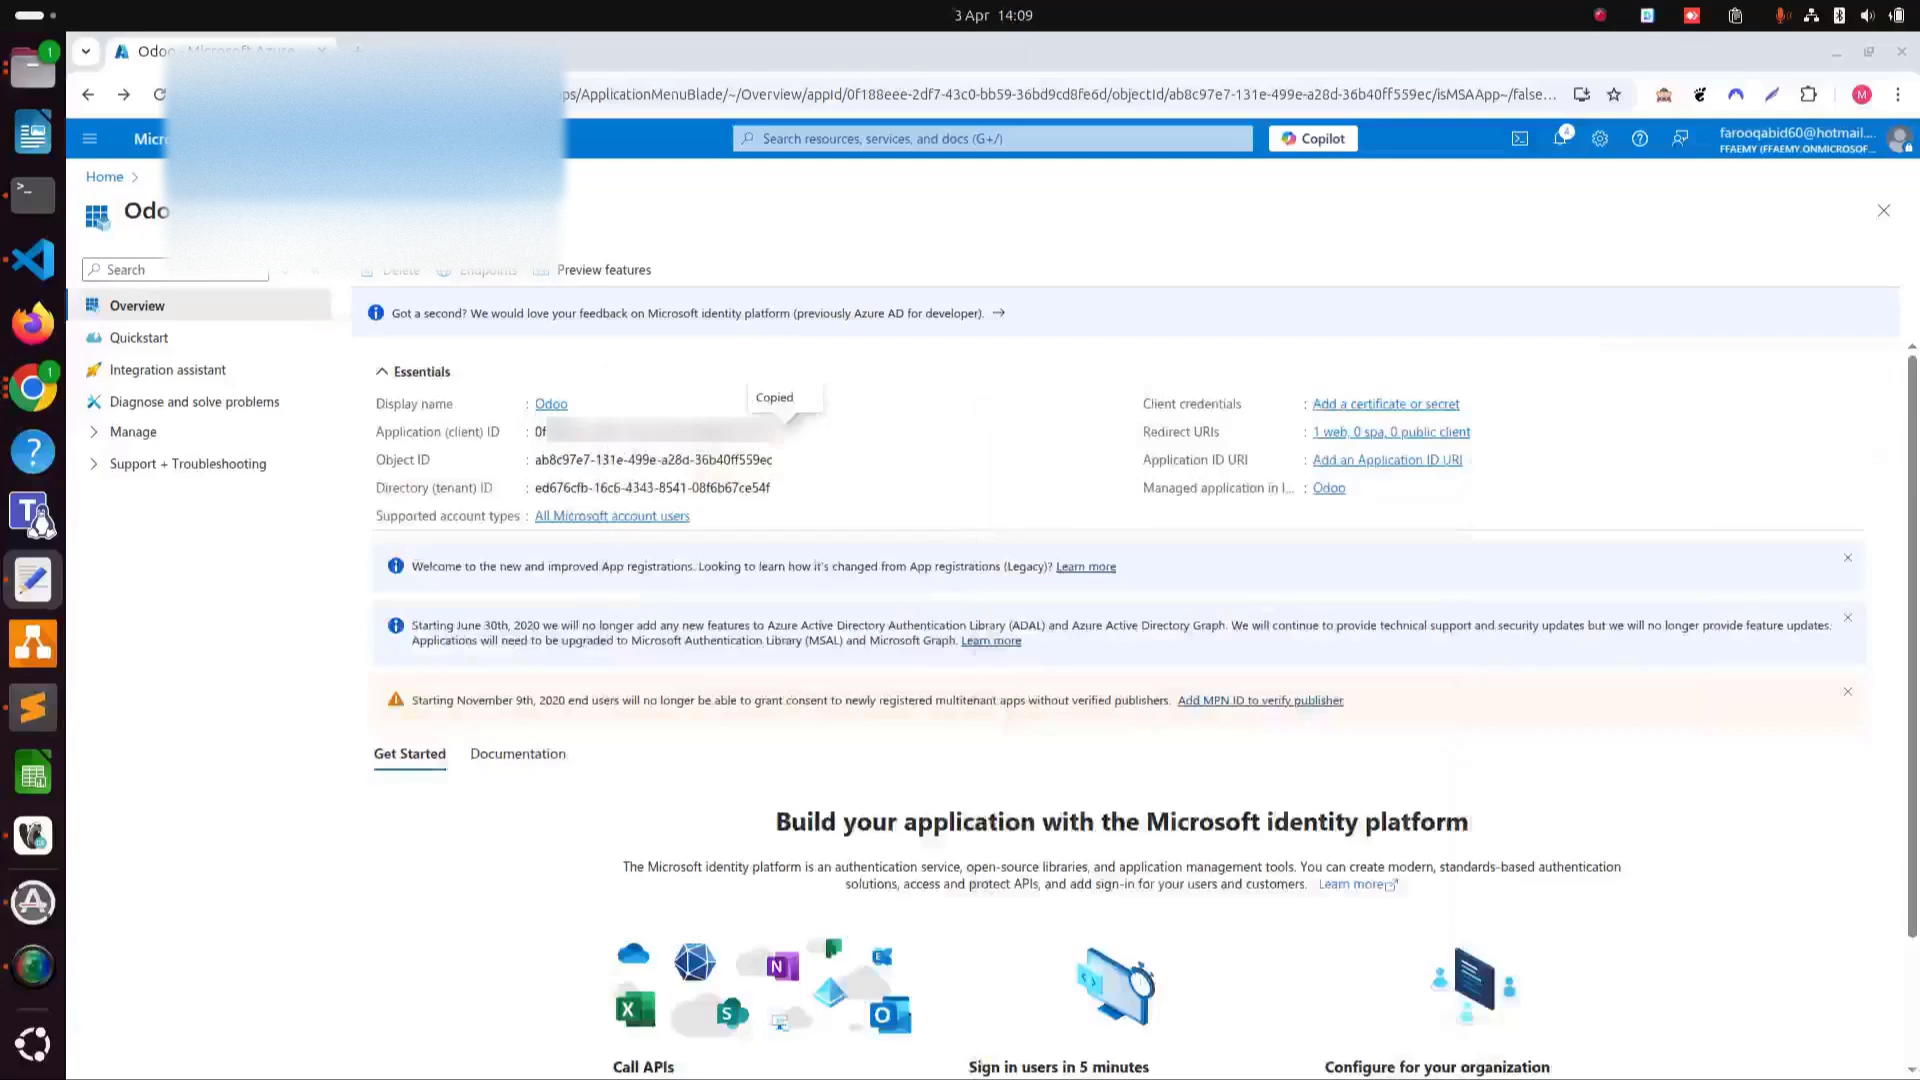 3 Apr 14:09
Odoo - Microsoft Azure
ps/ApplicationMenuBlade/~/Overview/appId/0f188eee-2df7-43c0-bb59-36bd9cd8fe6d/objectId/ab8c97e7-131e-499e-a28d-36b40ff559ec/isMSAApp~/false...
M
Micro
Search resources, services, and docs (G+/)
Copilot
4
farooqabid60@hotmail....
FFAEMY (FFAEMY.ONMICROSOF...
Home
Odo
Search
Delete
Endpoints
Preview features
Overview
Quickstart
Integration assistant
Diagnose and solve problems
Manage
Support + Troubleshooting
Got a second? We would love your feedback on Microsoft identity platform (previously Azure AD for developer).
Essentials
Copied
Display name : Odoo
Application (client) ID : 0f
Object ID : ab8c97e7-131e-499e-a28d-36b40ff559ec
Directory (tenant) ID : ed676cfb-16c6-4343-8541-08f6b67ce54f
Supported account types : All Microsoft account users
Client credentials : Add a certificate or secret
Redirect URIs : 1 web, 0 spa, 0 public client
Application ID URI : Add an Application ID URI
Managed application in l... : Odoo
Welcome to the new and improved App registrations. Looking to learn how it's changed from App registrations (Legacy)? Learn more
Starting June 30th, 2020 we will no longer add any new features to Azure Active Directory Authentication Library (ADAL) and Azure Active Directory Graph. We will continue to provide technical support and security updates but we will no longer provide feature updates.
Applications will need to be upgraded to Microsoft Authentication Library (MSAL) and Microsoft Graph. Learn more
Starting November 9th, 2020 end users will no longer be able to grant consent to newly registered multitenant apps without verified publishers. Add MPN ID to verify publisher
Get Started
Documentation
Build your application with the Microsoft identity platform
The Microsoft identity platform is an authentication service, open-source libraries, and application management tools. You can create modern, standards-based authentication
solutions, access and protect APIs, and add sign-in for your users and customers. Learn more
Call APIs
Sign in users in 5 minutes
Configure for your organization